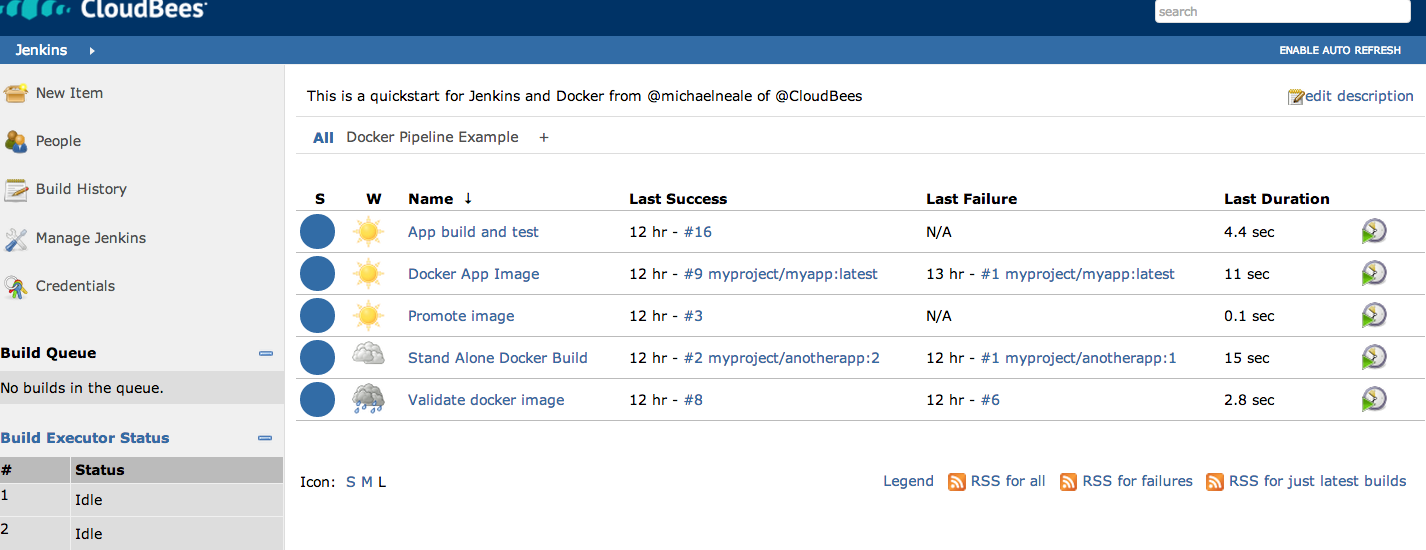 CloudBees
search
Jenkins
ENABLE AUTO REFRESH
New Item
People
Build History
Manage Jenkins
Credentials
Build Queue
No builds in the queue.
Build Executor Status
# Status
1 Idle
2 Idle
This is a quickstart for Jenkins and Docker from @michaelneale of @CloudBees
edit description
All Docker Pipeline Example +
S W Name ↓ Last Success Last Failure Last Duration
App build and test 12 hr - #16 N/A 4.4 sec
Docker App Image 12 hr - #9 myproject/myapp:latest 13 hr - #1 myproject/myapp:latest 11 sec
Promote image 12 hr - #3 N/A 0.1 sec
Stand Alone Docker Build 12 hr - #2 myproject/anotherapp:2 12 hr - #1 myproject/anotherapp:1 15 sec
Validate docker image 12 hr - #8 12 hr - #6 2.8 sec
Icon: S M L
Legend RSS for all RSS for failures RSS for just latest builds